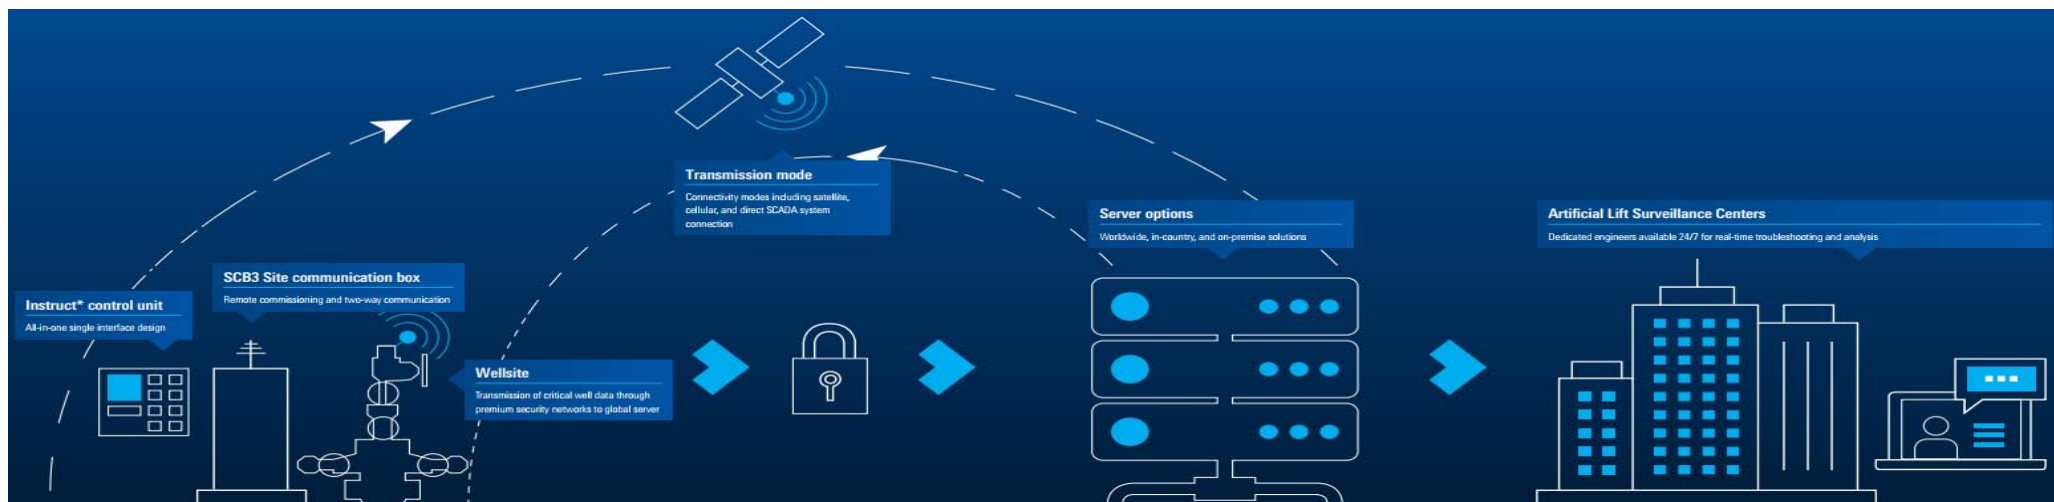 Transmission mode
Connectivity modes including satellite,
cellular, and direct SCADA system
connection
Server options
Worldwide, in-country, and on-premise solutions
Artificial Lift Surveillance Centers
Dedicated engineers available 24/7 for real-time troubleshooting and analysis
SCB3 Site communication box
Remote commissioning and two-way communication
Instruct* control unit
All-in-one single interface design
Wellsite
Transmission of critical well data through
premium security networks to global server